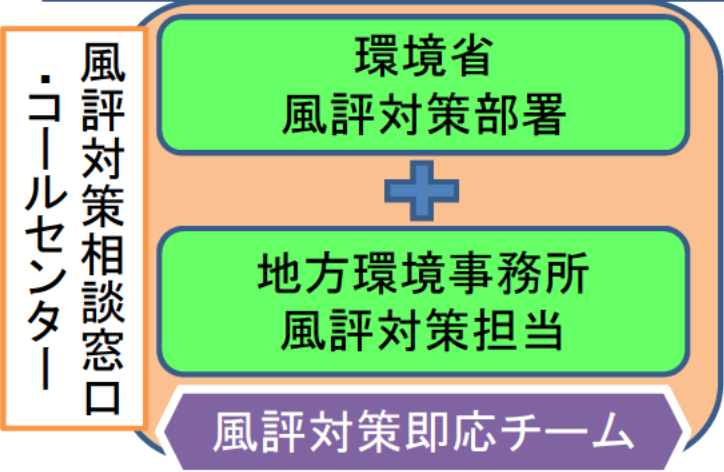 風評対策相談窓口
・コールセンター
環境省
風評対策部署
地方環境事務所
風評対策担当
風評対策即応チーム